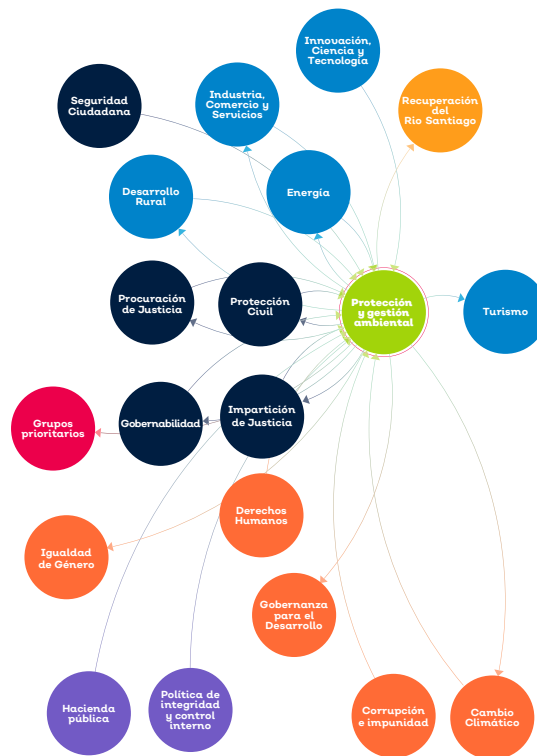 Innovación,
Ciencia y
Tecnología
Seguridad
Ciudadana
Industria,
Comercio y
Servicios
Recuperación
del
Río Santiago
Desarrollo
Rural
Energía
Procuración
de Justicia
Protección
Civil
Protección
y gestión
ambiental
Turismo
Grupos
prioritarios
Gobernabilidad
Impartición
de Justicia
Derechos
Humanos
Igualdad
de Género
Gobernanza
para el
Desarrollo
Hacienda
pública
Política de
integridad
y control
interno
Corrupción
e impunidad
Cambio
Climático